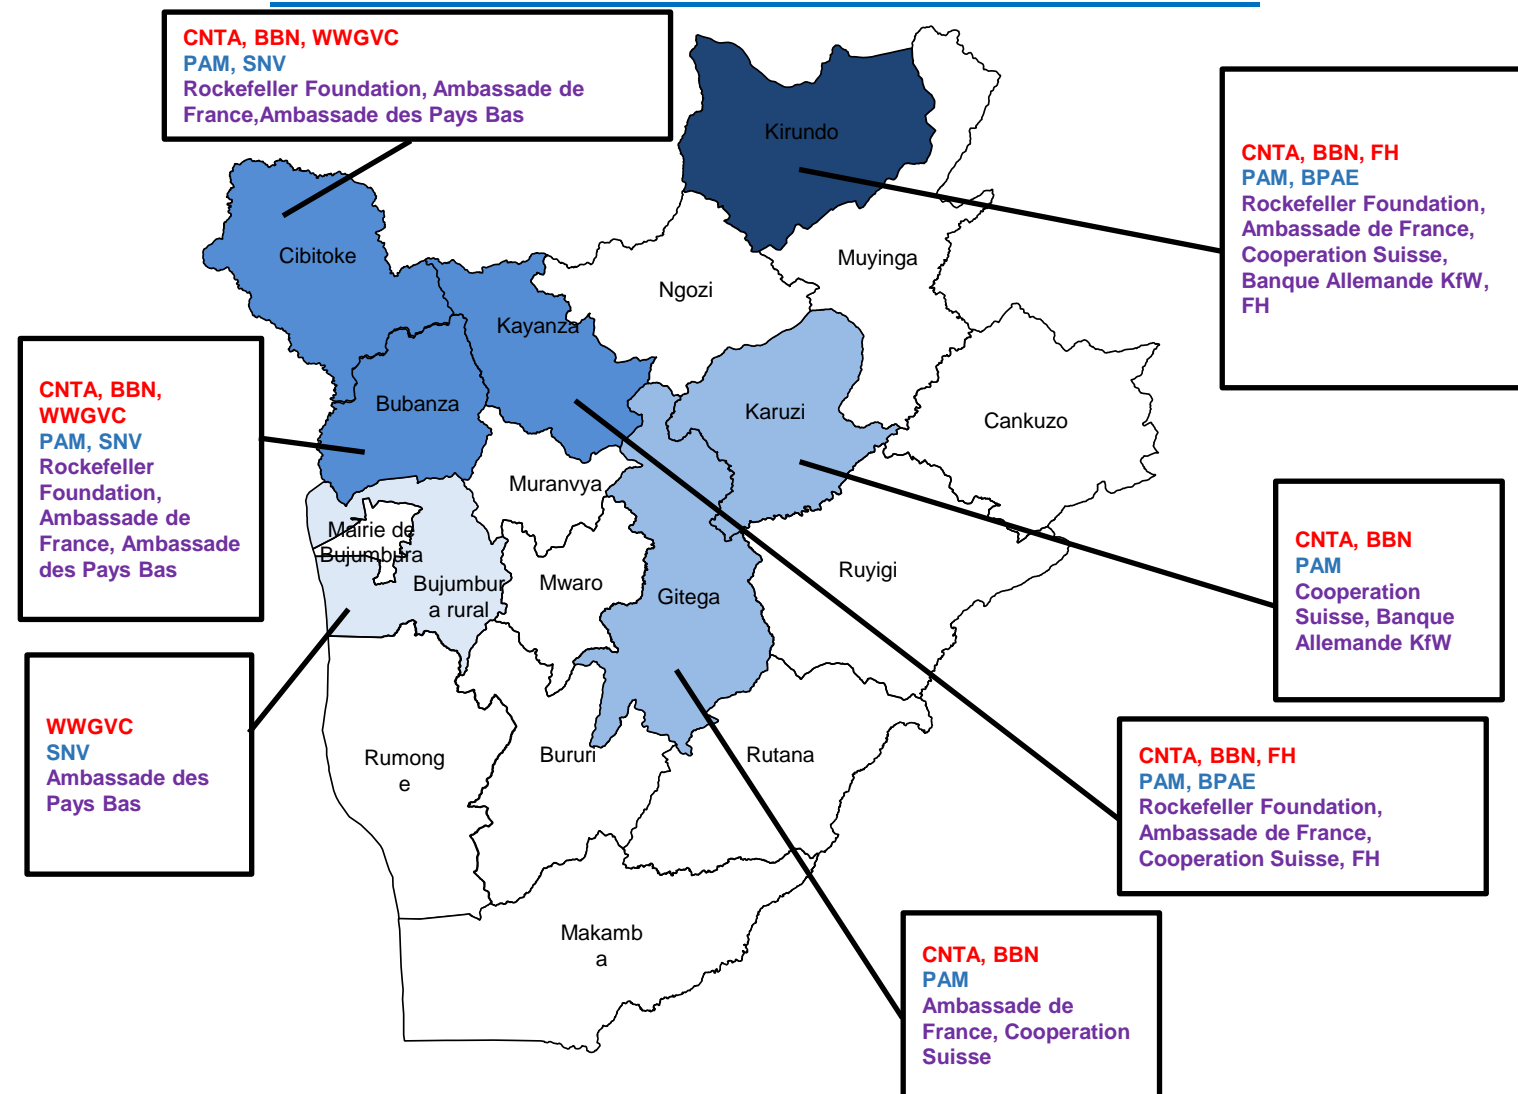 CNTA, BBN, WWGVC
PAM, SNV
Rockefeller Foundation, Ambassade de
France,Ambassade des Pays Bas
CNTA, BBN, FH
PAM, BPAE
Rockefeller Foundation,
Ambassade de France,
Cooperation Suisse,
Banque Allemande KfW,
FH
Kirundo
Cibitoke
Muyinga
Ngozi
Kayanza
CNTA, BBN,
WWGVC
PAM, SNV
Rockefeller
Foundation,
Ambassade de
France, Ambassade
des Pays Bas
Bubanza
Karuzi
Cankuzo
Muranvya
Mairie de
Bujumbura
Bujumbur
a rural
Mwaro
Gitega
Ruyigi
CNTA, BBN
PAM
Cooperation
Suisse, Banque
Allemande KfW
WWGVC
SNV
Ambassade des
Pays Bas
Rumong
e
Bururi
Rutana
CNTA, BBN, FH
PAM, BPAE
Rockefeller Foundation,
Ambassade de France,
Cooperation Suisse, FH
Makamb
a
CNTA, BBN
PAM
Ambassade de
France, Cooperation
Suisse